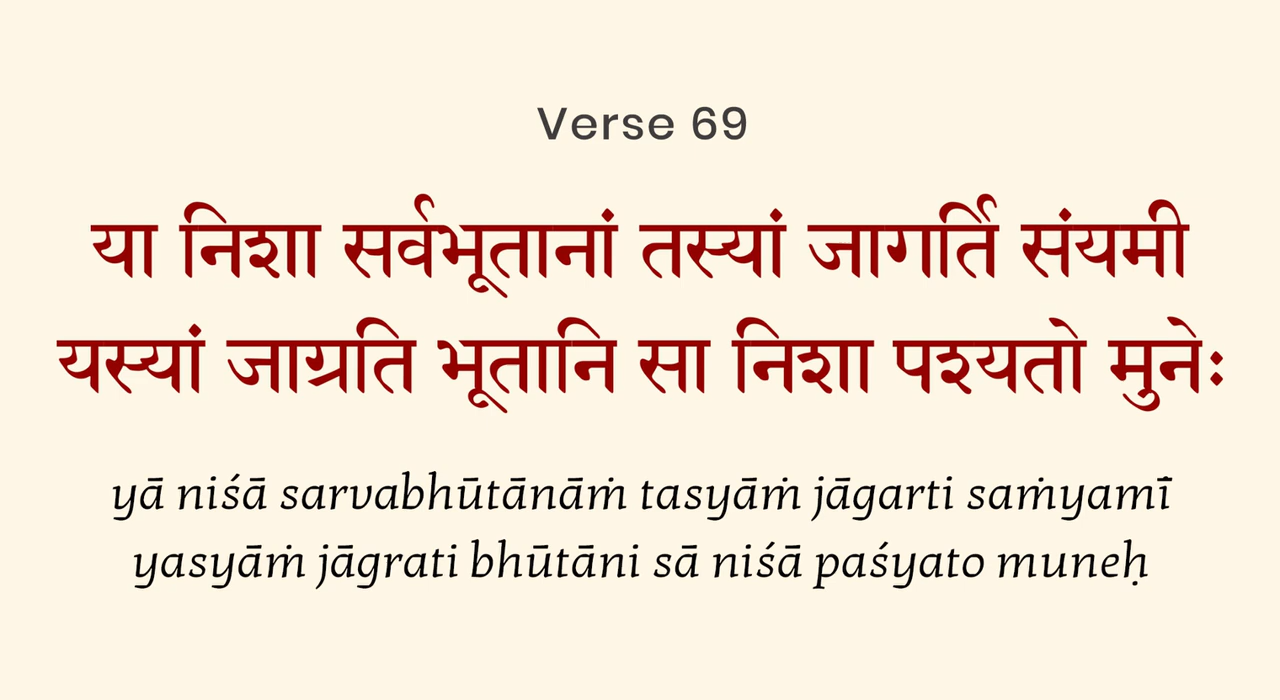 Verse 69
या निशा सर्वभूतानां तस्यां जागर्ति संयमी
यस्यां जाग्रति भूतानि सा निशा पश्यतो मुनेः
yā niśā sarvabhūtānāṁ tasyāṁ jāgarti saṁyamī
yasyāṁ jāgrati bhūtāni sā niśā paśyato muneḥ